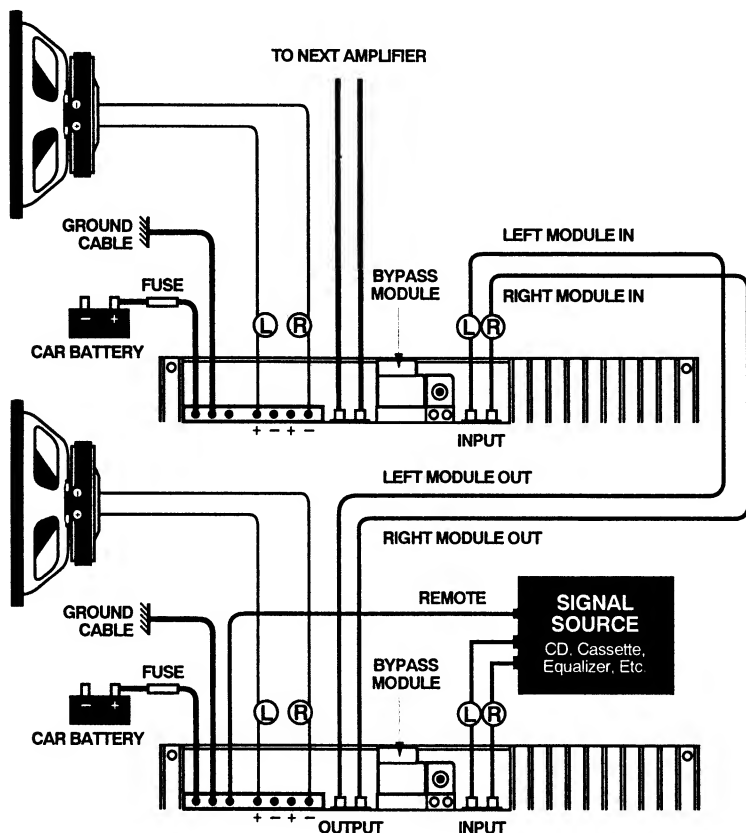 TO NEXT AMPLIFIER
−
+
GROUND
CABLE
LEFT MODULE IN
BYPASS
MODULE
RIGHT MODULE IN
FUSE
− +
L R
L R
CAR BATTERY
+ − + −
INPUT
LEFT MODULE OUT
−
+
RIGHT MODULE OUT
REMOTE
SIGNAL
SOURCE
CD, Cassette,
Equalizer, Etc.
GROUND
CABLE
BYPASS
MODULE
FUSE
− +
L R
L R
CAR BATTERY
+ − + −
OUTPUT
INPUT